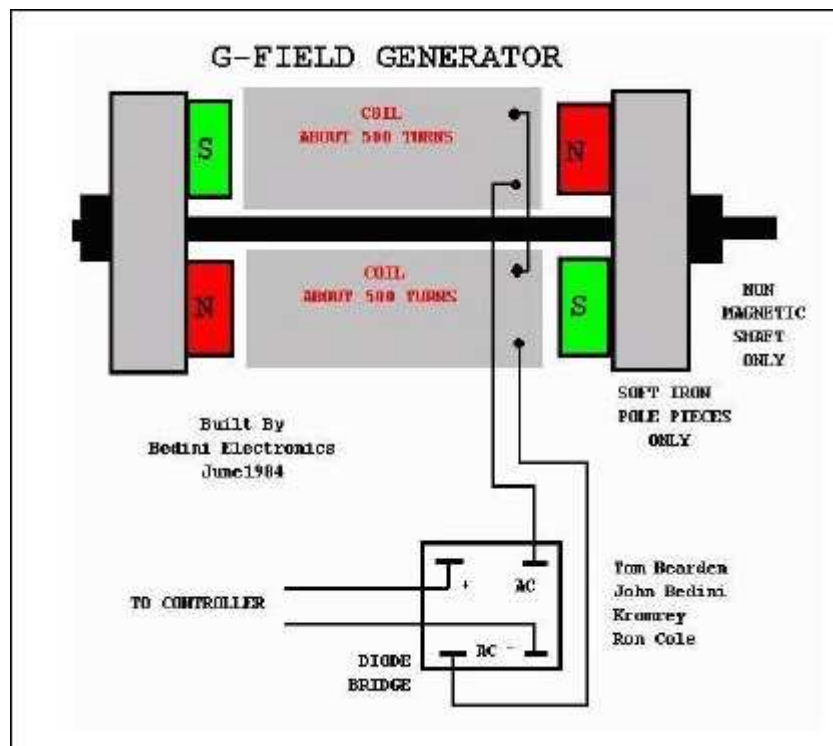 G-FIELD GENERATOR
COIL
ABOUT 500 TURNS
S
N
COIL
ABOUT 500 TURNS
N
S
NUN
MAGNETIC
SHAFT
ONLY
SOFT IRON
POLE PIECES
ONLY
Built By
Bedini Electronics
June1984
+
AC
TO CONTROLLER
AC -
DIODE
BRIDGE
Tom Bearden
John Bedini
Kromrey
Ron Cole